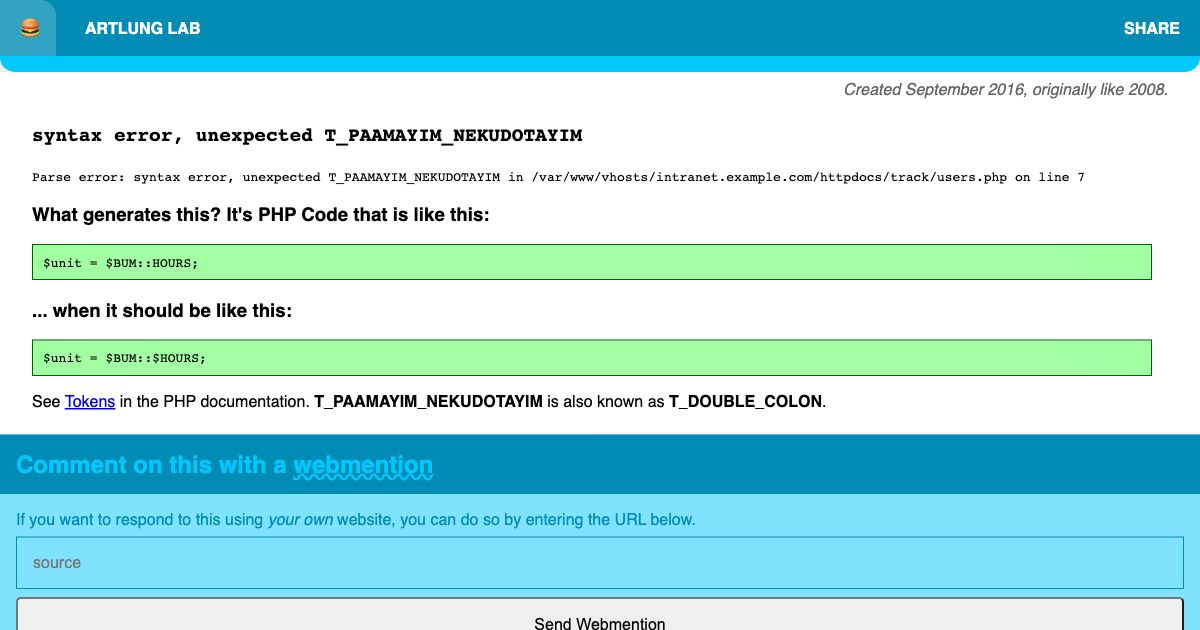 ARTLUNG LAB
SHARE
Created September 2016, originally like 2008.
syntax error, unexpected T_PAAMAYIM_NEKUDOTAYIM
Parse error: syntax error, unexpected T_PAAMAYIM_NEKUDOTAYIM in /var/www/vhosts/intranet.example.com/httpdocs/track/users.php on line 7
What generates this? It's PHP Code that is like this:
$unit = $BUM::HOURS;
... when it should be like this:
$unit = $BUM::$HOURS;
See Tokens in the PHP documentation. T_PAAMAYIM_NEKUDOTAYIM is also known as T_DOUBLE_COLON.
Comment on this with a webmention
If you want to respond to this using your own website, you can do so by entering the URL below.
source
Send Webmention